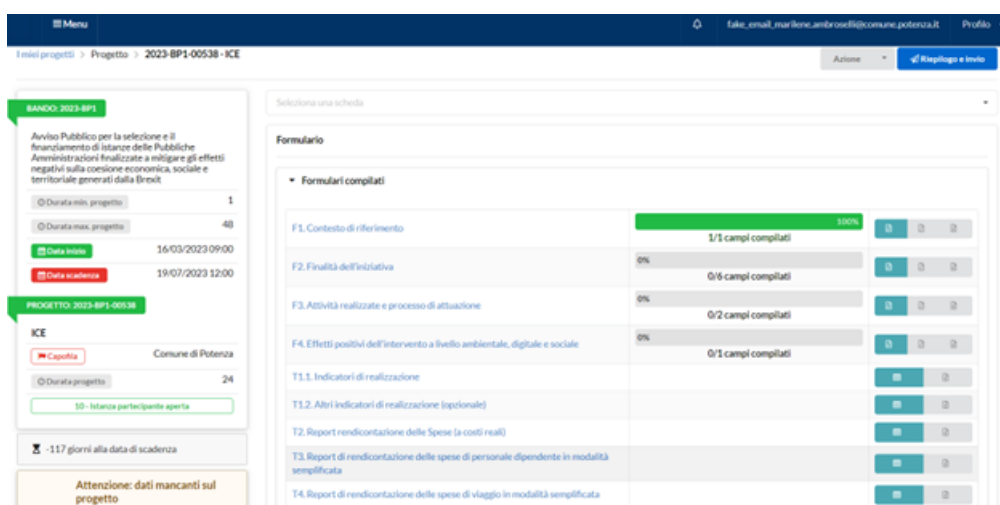 Menu
fake_email_marilene.ambroselli@comune.potenza.it Profilo
I miei progetti > Progetto > 2023-BP1-00538 - ICE
Azione
Riepilogo e invio
BANDO: 2023-BP1
Avviso Pubblico per la selezione e il
finanziamento di istanze delle Pubbliche
Amministrazioni finalizzate a mitigare gli effetti
negativi sulla coesione economica, sociale e
territoriale generati dalla Brexit
Durata min. progetto 1
Durata max. progetto 48
Data inizio 16/03/2023 09:00
Data scadenza 19/07/2023 12:00
PROGETTO: 2023-BP1-00538
ICE
Capofila Comune di Potenza
Durata progetto 24
10 - Istanza partecipante aperta
-117 giorni alla data di scadenza
Attenzione: dati mancanti sul
progetto
Seleziona una scheda
Formulario
Formulari compilati
F1. Contesto di riferimento 100%
1/1 campi compilati
F2. Finalità dell'iniziativa 0%
0/6 campi compilati
F3. Attività realizzate e processo di attuazione 0%
0/2 campi compilati
F4. Effetti positivi dell'intervento a livello ambientale, digitale e sociale 0%
0/1 campi compilati
T1.1. Indicatori di realizzazione
T1.2. Altri indicatori di realizzazione (opzionale)
T2. Report rendicontazione delle Spese (a costi reali)
T3. Report di rendicontazione delle spese di personale dipendente in modalità
semplificata
T4. Report di rendicontazione delle spese di viaggio in modalità semplificata